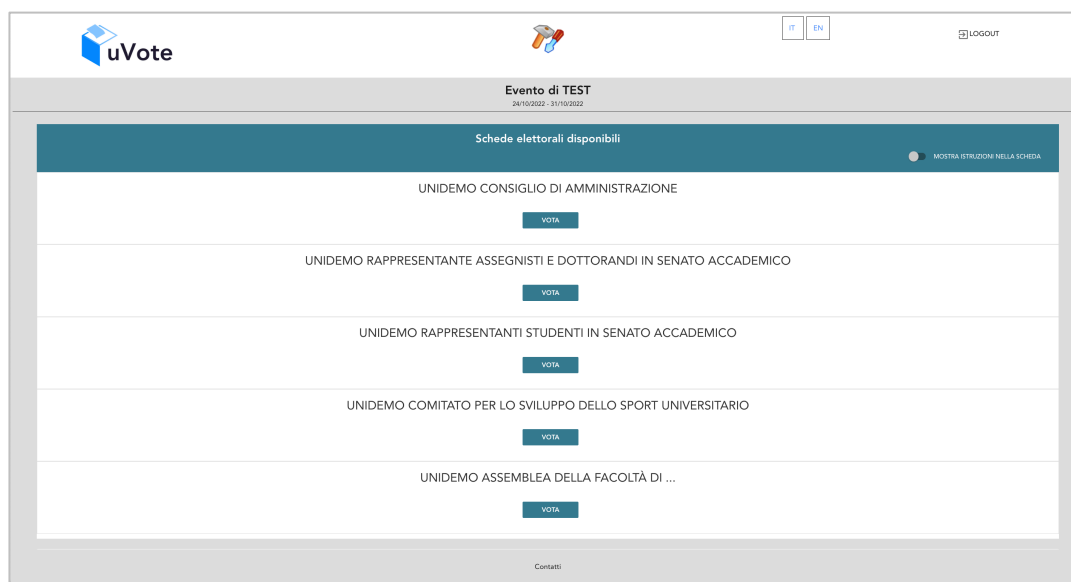 uVote
IT EN
LOGOUT
Evento di TEST
24/10/2022 - 31/10/2022
Schede elettorali disponibili
MOSTRA ISTRUZIONI NELLA SCHEDA
UNIDEMO CONSIGLIO DI AMMINISTRAZIONE
VOTA
UNIDEMO RAPPRESENTANTE ASSEGNISTI E DOTTORANDI IN SENATO ACCADEMICO
VOTA
UNIDEMO RAPPRESENTANTI STUDENTI IN SENATO ACCADEMICO
VOTA
UNIDEMO COMITATO PER LO SVILUPPO DELLO SPORT UNIVERSITARIO
VOTA
UNIDEMO ASSEMBLEA DELLA FACOLTÀ DI ...
VOTA
Contatti